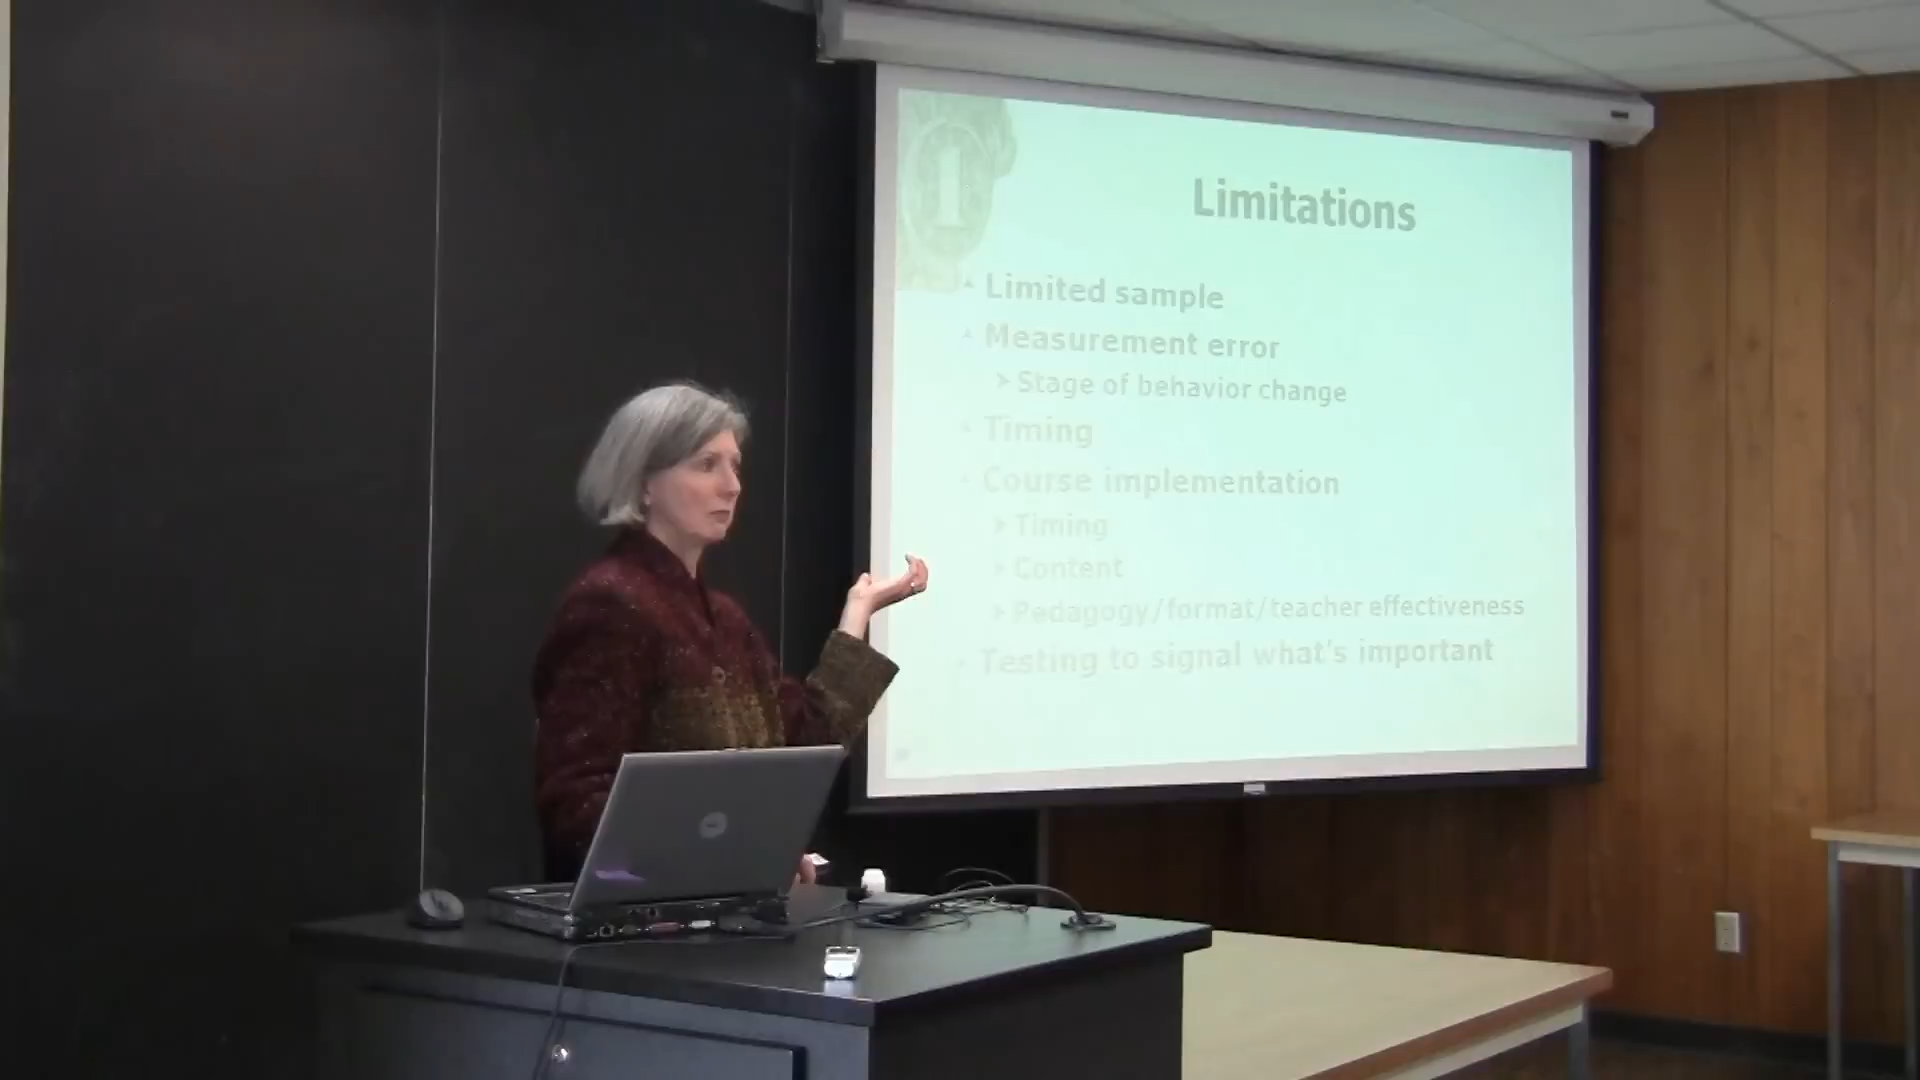 Limitations
Limited sample
Measurement error
Stage of behavior change
Timing
Course implementation
Timing
Content
Pedagogy/format/teacher effectiveness
Testing to signal what's important